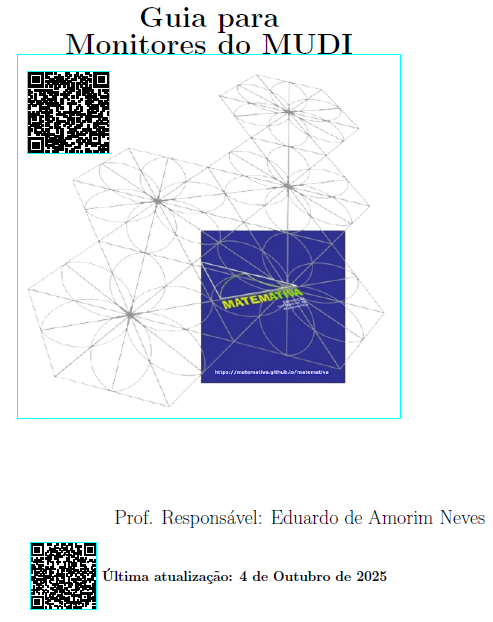 Guia para
Monitores do MUDI
MATEMATIVA
https://matemativa.github.io/matemativa
Prof. Responsável: Eduardo de Amorim Neves
Última atualização: 4 de Outubro de 2025